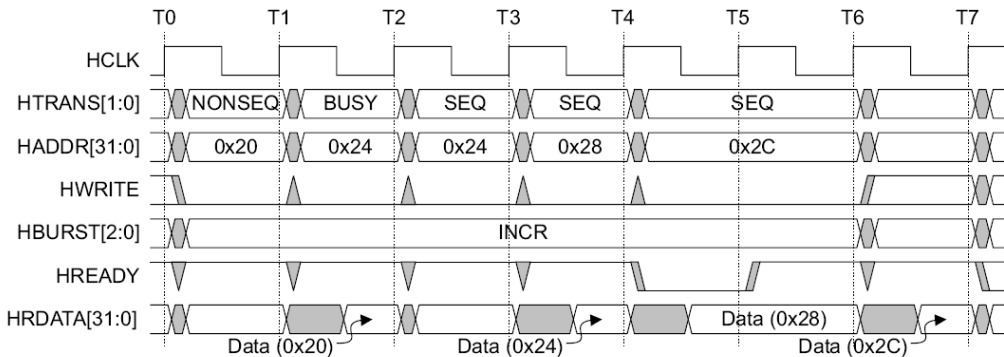 T0 T1 T2 T3 T4 T5 T6 T7
HCLK
HTRANS[1:0] NONSEQ BUSY SEQ SEQ SEQ
HADDR[31:0] 0x20 0x24 0x24 0x28 0x2C
HWRITE
HBURST[2:0] INCR
HREADY
HRDATA[31:0] Data (0x28)
Data (0x20) Data (0x24) Data (0x2C)